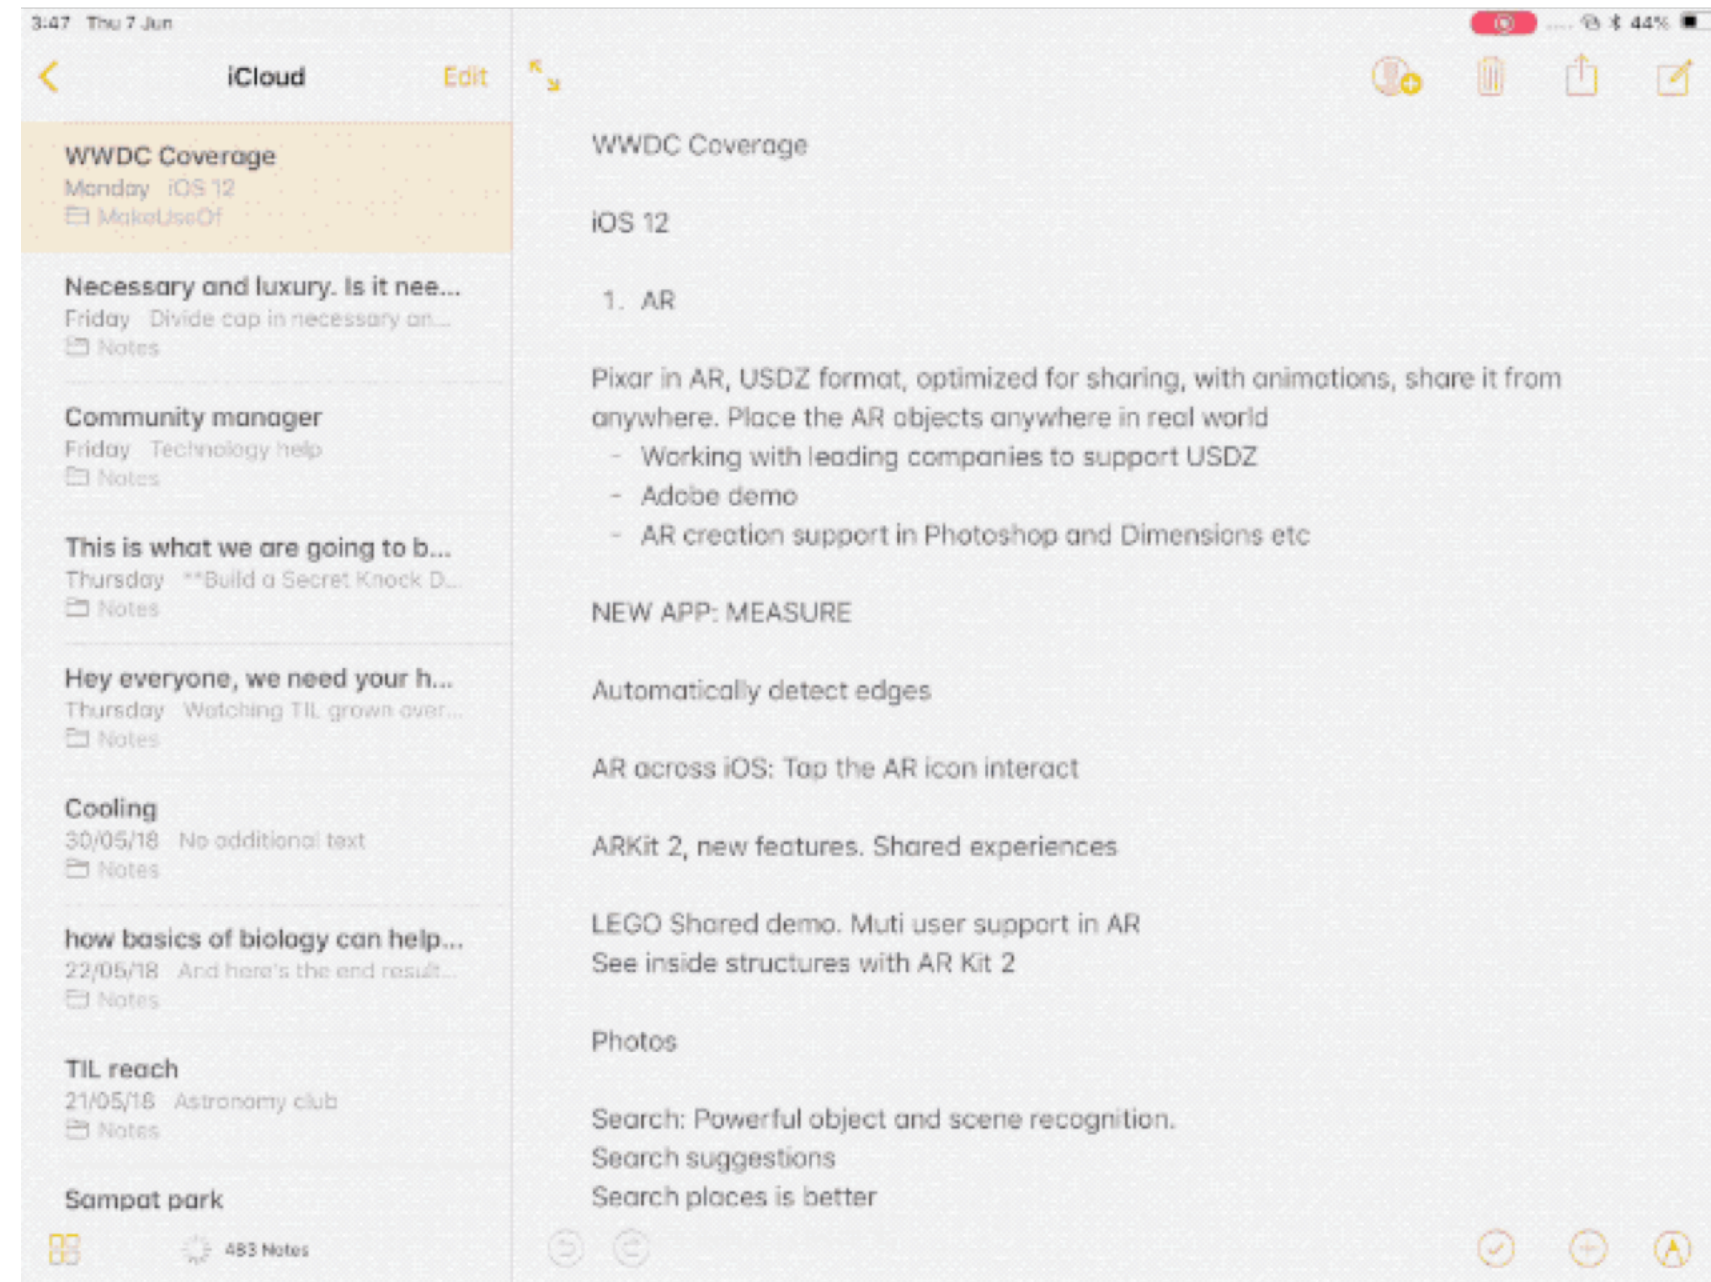 3:47 Thu 7 Jun
44%
iCloud
Edit
WWDC Coverage
Monday iOS 12
MakeUseOf
Necessary and luxury. Is it nee...
Friday Divide cap in necessary an...
Notes
Community manager
Friday Technology help
Notes
This is what we are going to b...
Thursday **Build a Secret Knock D...
Notes
Hey everyone, we need your h...
Thursday Watching TIL grown over...
Notes
Cooling
30/05/18 No additional text
Notes
how basics of biology can help...
22/05/18 And here's the end result...
Notes
TIL reach
21/05/18 Astronomy club
Notes
Sampat park
483 Notes
WWDC Coverage
iOS 12
1. AR
Pixar in AR, USDZ format, optimized for sharing, with animations, share it from
anywhere. Place the AR objects anywhere in real world
- Working with leading companies to support USDZ
- Adobe demo
- AR creation support in Photoshop and Dimensions etc
NEW APP: MEASURE
Automatically detect edges
AR across iOS: Tap the AR icon interact
ARKit 2, new features. Shared experiences
LEGO Shared demo. Muti user support in AR
See inside structures with AR Kit 2
Photos
Search: Powerful object and scene recognition.
Search suggestions
Search places is better